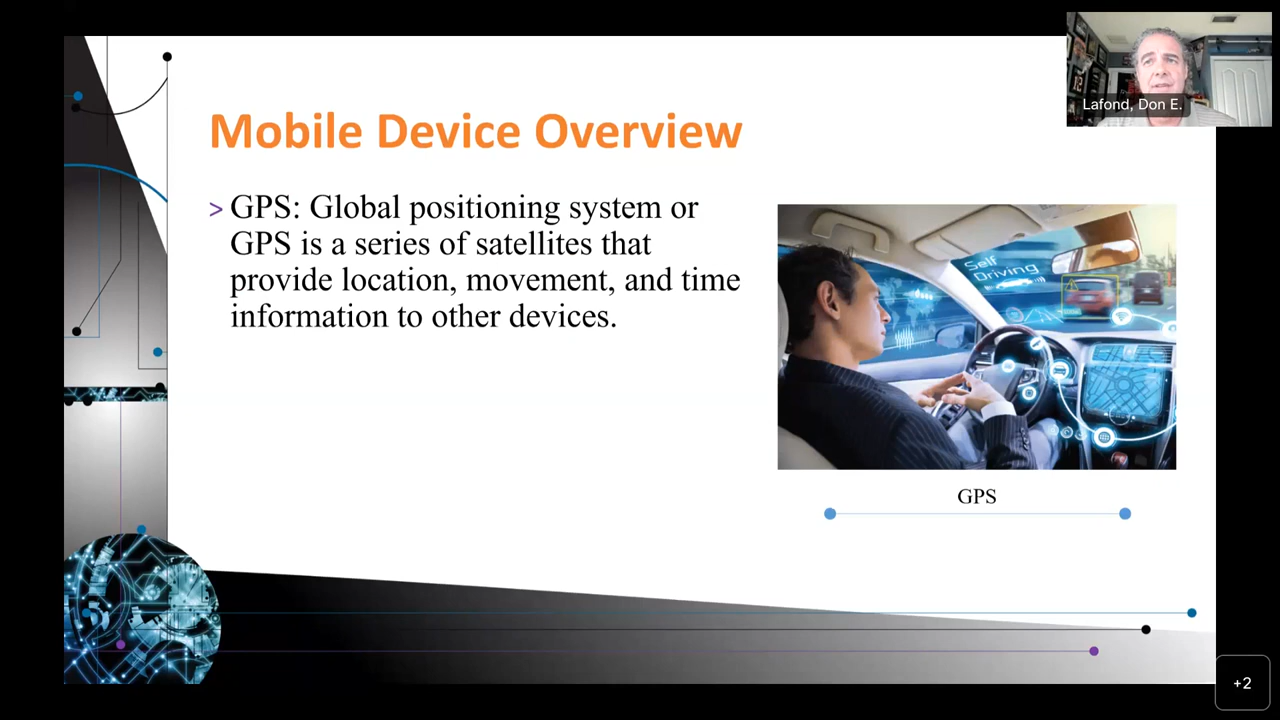 Lafond, Don E.
Mobile Device Overview
> GPS: Global positioning system or
GPS is a series of satellites that
provide location, movement, and time
information to other devices.
Self
Driving
GPS
+2